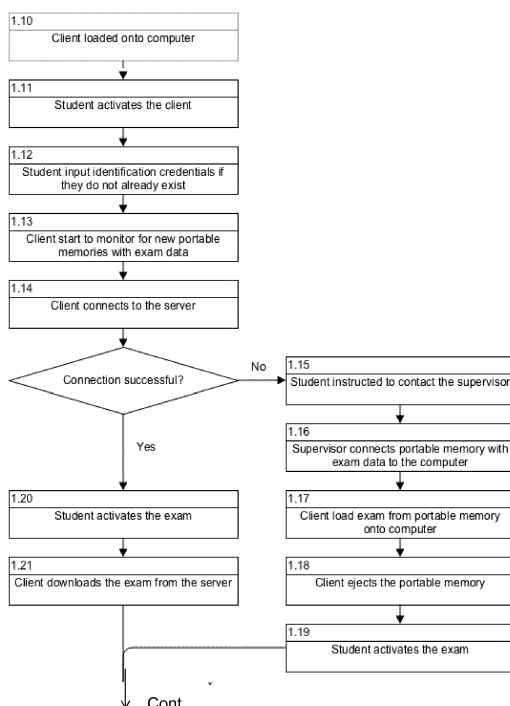 1.10
Client loaded onto computer
1.11
Student activates the client
1.12
Student input identification credentials if
they do not already exist
1.13
Client start to monitor for new portable
memories with exam data
1.14
Client connects to the server
Connection successful?
No
1.15
Student instructed to contact the supervisor
1.16
Supervisor connects portable memory with
exam data to the computer
Yes
1.17
Client load exam from portable memory
onto computer
1.18
Client ejects the portable memory
1.19
Student activates the exam
1.20
Student activates the exam
1.21
Client downloads the exam from the server
Cont